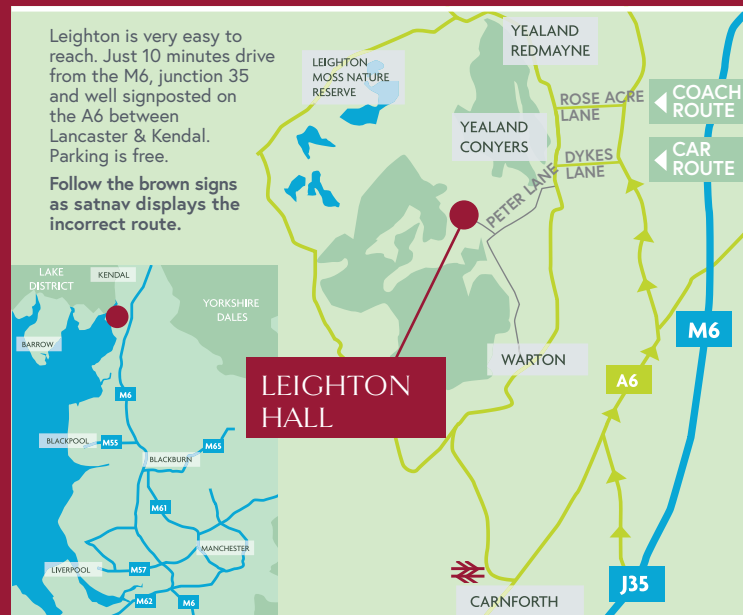 Leighton is very easy to
reach. Just 10 minutes drive
from the M6, junction 35
and well signposted on
the A6 between
Lancaster & Kendal.
Parking is free.
Follow the brown signs
as satnav displays the
incorrect route.
LEIGHTON
MOSS NATURE
RESERVE
YEALAND
REDMAYNE
ROSE ACRE
LANE
COACH
ROUTE
YEALAND
CONYERS
DYKES
LANE
CAR
ROUTE
PETER LANE
M6
WARTON
A6
LEIGHTON
HALL
J35
CARNFORTH
LAKE
DISTRICT
KENDAL
YORKSHIRE
DALES
BARROW
M6
BLACKPOOL
M55
M65
BLACKBURN
M61
MANCHESTER
LIVERPOOL
M57
M62
M6